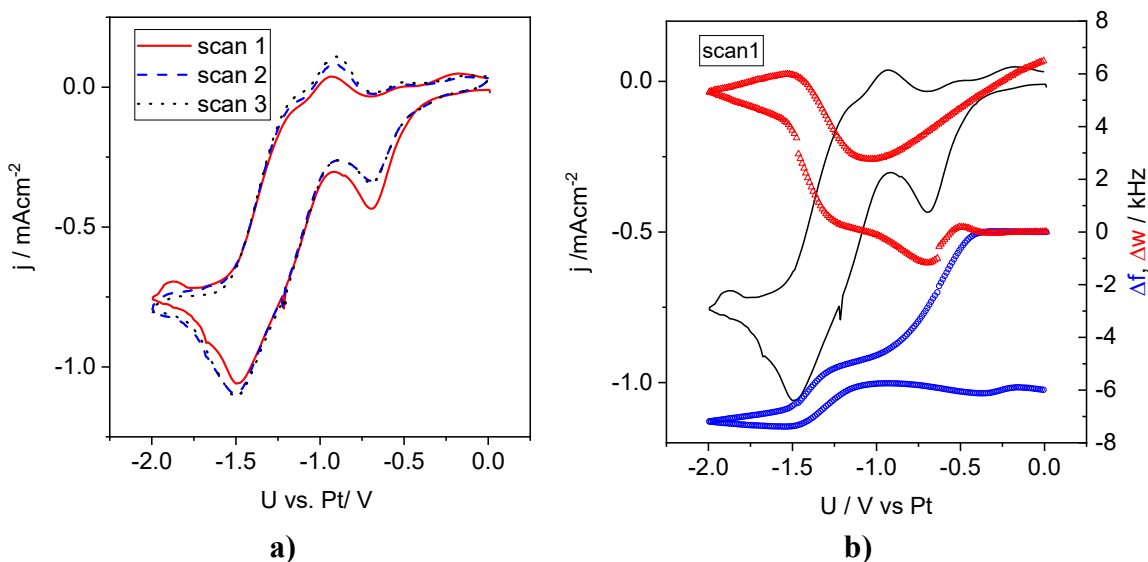 scan 1
scan 2
scan 3
0.0
-0.5
-1.0
j / mAcm-2
-2.0 -1.5 -1.0 -0.5 0.0
U vs. Pt/ V
a)
scan1
0.0
-0.5
-1.0
j /mAcm-2
8
6
4
2
0
-2
-4
-6
-8
Δf, Δw / kHz
-2.0 -1.5 -1.0 -0.5 0.0
U / V vs Pt
b)